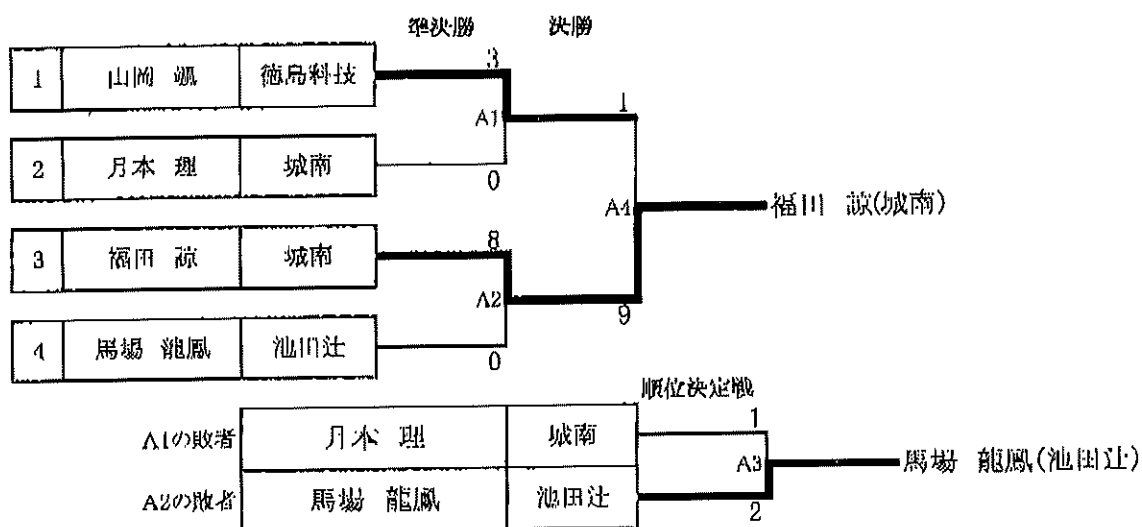 準決勝 決勝
3
1 山岡 颯 徳島科技
1
A1
2 月本 理 城南
0
A4 福田 諒(城南)
8
3 福田 諒 城南
A2
9
4 馬場 龍鳳 池田辻
0
順位決定戦
1
A1の敗者 月本 理 城南
A3 馬場 龍鳳(池田辻)
A2の敗者 馬場 龍鳳 池田辻
2